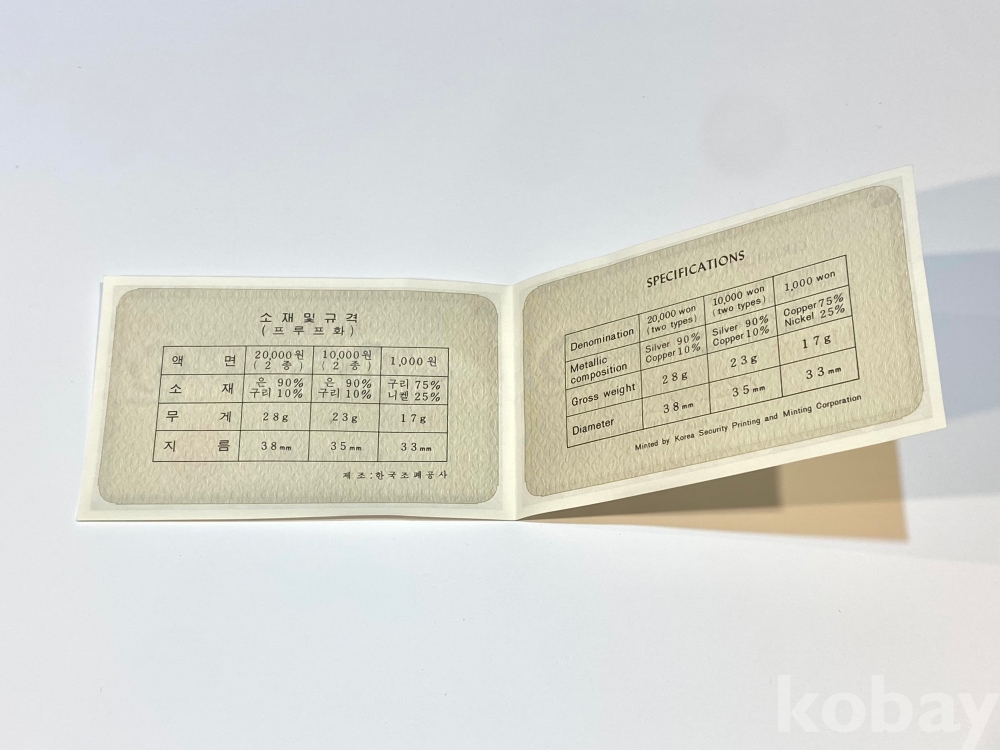 소재 및 규격
(프루프화)
액 면 20,000원 (2 종) 10,000원 (2 종) 1,000원
소 재 은 90% 구리 10% 은 90% 구리 10% 구리 75% 니켈 25%
무 게 28g 23g 17g
지 름 38mm 35mm 33mm
제조:한국조폐공사
SPECIFICATIONS
Denomination 20,000 won (two types) 10,000 won (two types) 1,000 won
Metallic composition Silver 90% Copper 10% Silver 90% Copper 10% Copper 75% Nickel 25%
Gross weight 28g 23g 17g
Diameter 38mm 35mm 33mm
Minted by Korea Security Printing and Minting Corporation
kobay